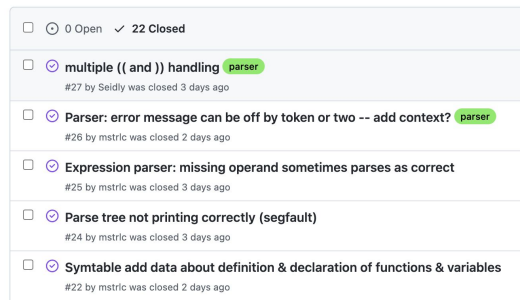 0 Open 22 Closed
multiple (( and )) handling parser
#27 by Seidly was closed 3 days ago
Parser: error message can be off by token or two -- add context? parser
#26 by mstrlc was closed 2 days ago
Expression parser: missing operand sometimes parses as correct
#25 by mstrlc was closed 3 days ago
Parse tree not printing correctly (segfault)
#24 by mstrlc was closed 3 days ago
Symtable add data about definition & declaration of functions & variables
#22 by mstrlc was closed 2 days ago